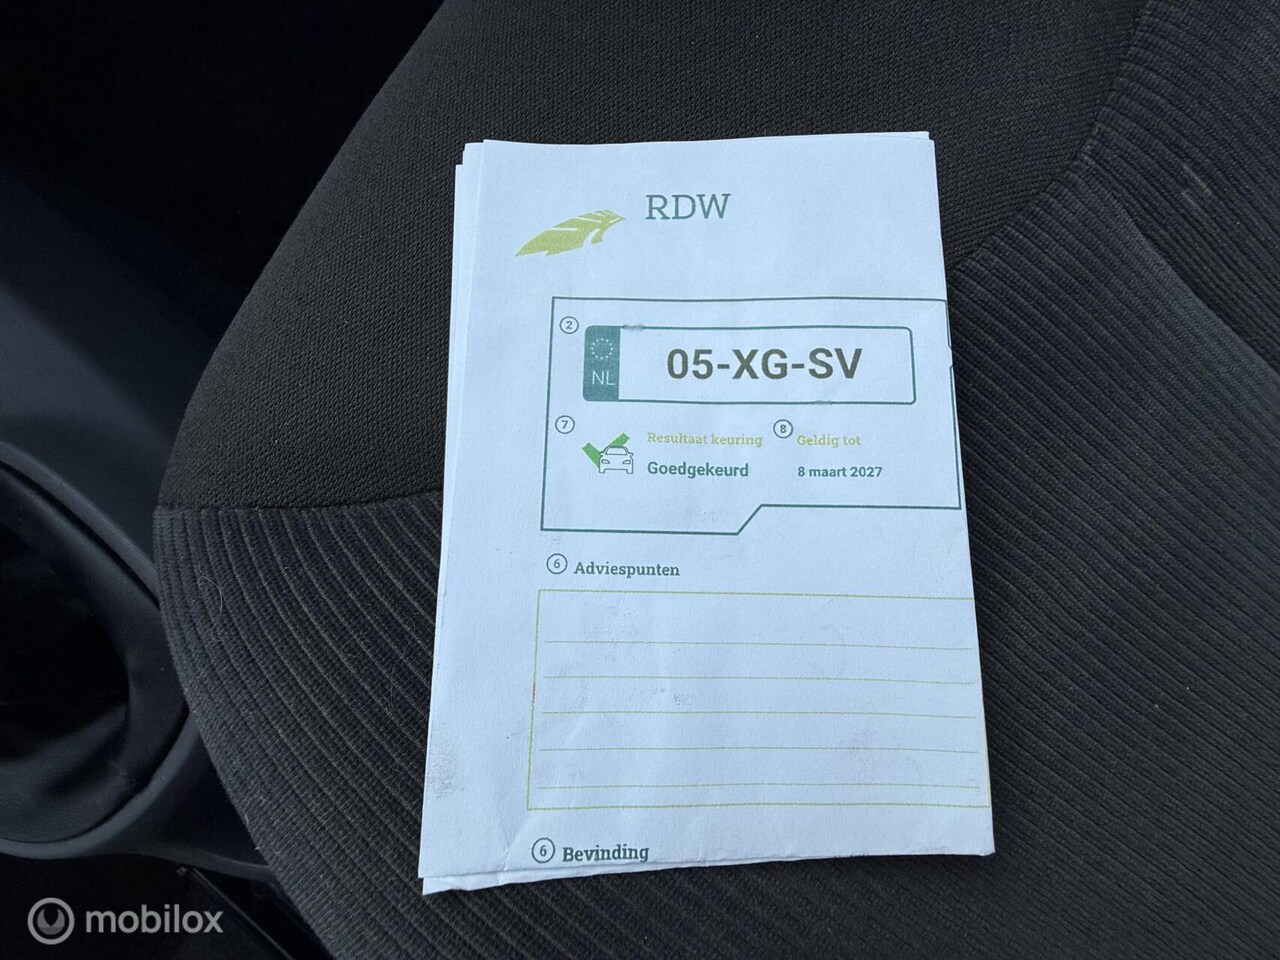 RDW
2
NL
05-XG-SV
7
Resultaat keuring
Goedgekeurd
8
Geldig tot
8 maart 2027
6
Adviespunten
6
Bevinding
mobilox